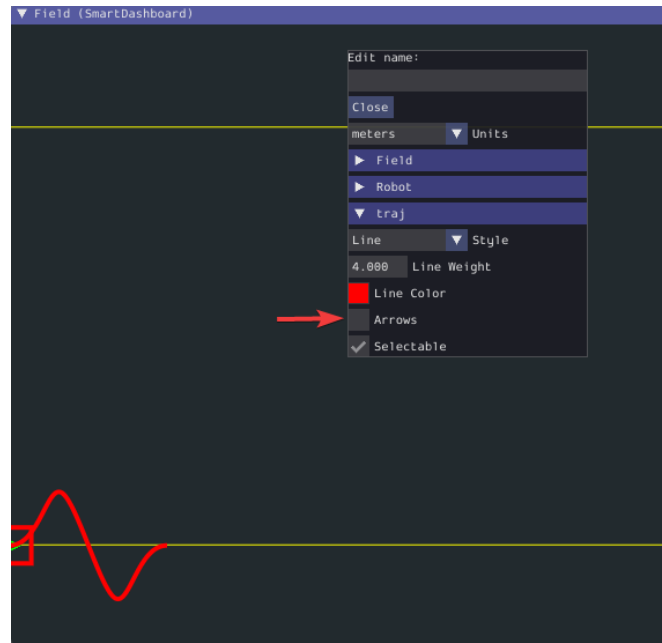 Field (SmartDashboard)
Edit name:
Close
meters Units
Field
Robot
traj
Line Style
4.000 Line Weight
Line Color
Arrows
Selectable